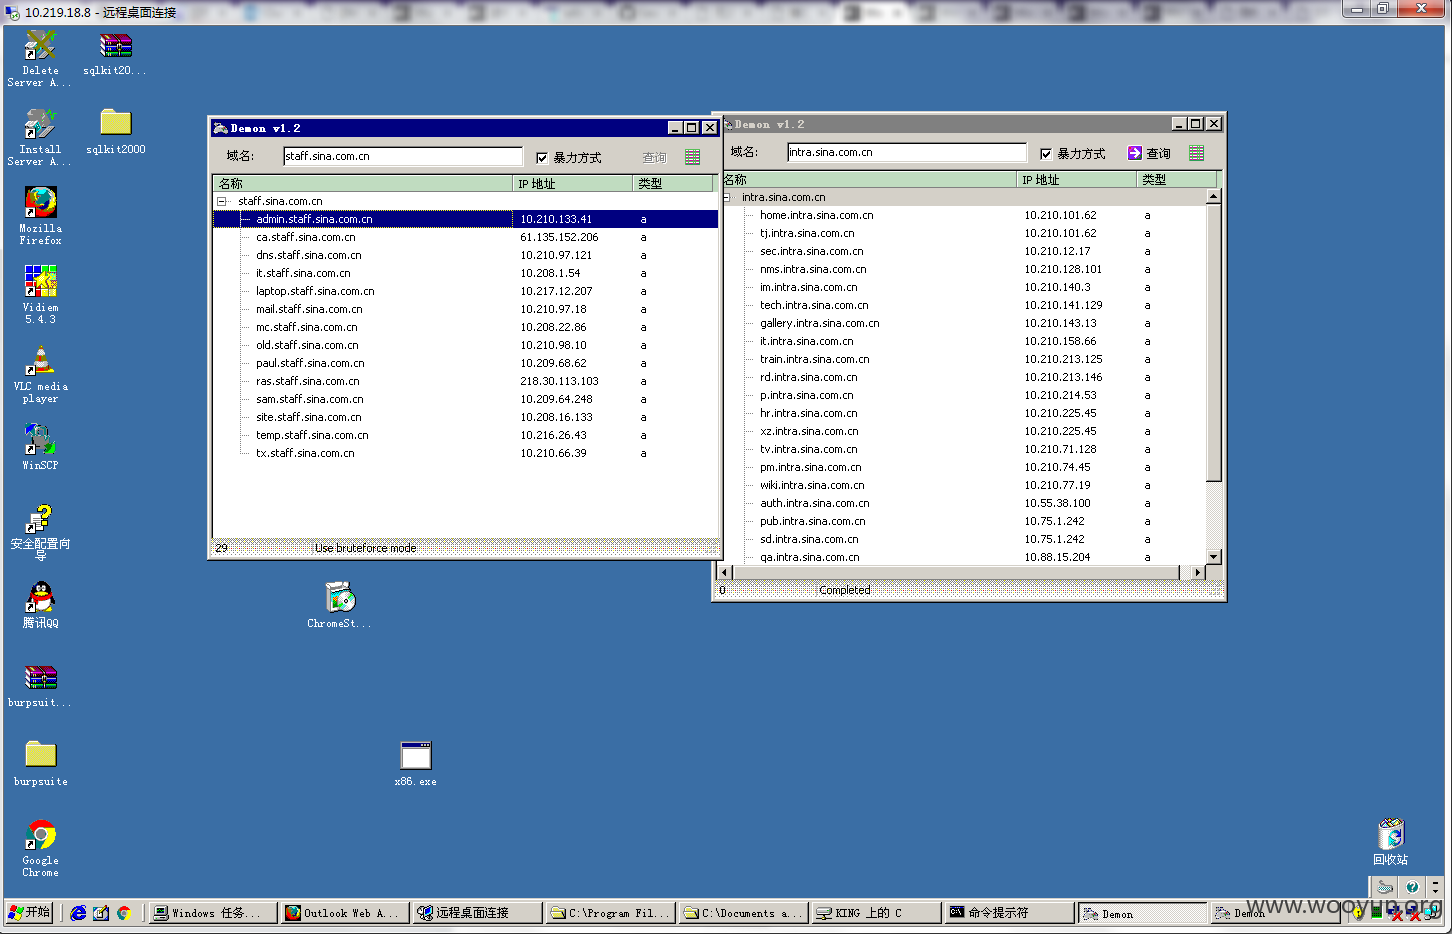 10.219.18.8 - 远程桌面连接
Delete Server A...
sqlkit20...
Install Server A...
sqlkit2000
Mozilla Firefox
Vidiem 5.4.3
VLC media player
WinSCP
安全配置向导
腾讯QQ
burpsuit...
burpsuite
Google Chrome
ChromeSt...
x86.exe
回收站
Demon v1.2
域名:
staff.sina.com.cn
暴力方式
查询
名称 IP 地址 类型
staff.sina.com.cn
admin.staff.sina.com.cn 10.210.133.41 a
ca.staff.sina.com.cn 61.135.152.206 a
dns.staff.sina.com.cn 10.210.97.121 a
it.staff.sina.com.cn 10.208.1.54 a
laptop.staff.sina.com.cn 10.217.12.207 a
mail.staff.sina.com.cn 10.210.97.18 a
mc.staff.sina.com.cn 10.208.22.86 a
old.staff.sina.com.cn 10.210.98.10 a
paul.staff.sina.com.cn 10.209.68.62 a
ras.staff.sina.com.cn 218.30.113.103 a
sam.staff.sina.com.cn 10.209.64.248 a
site.staff.sina.com.cn 10.208.16.133 a
temp.staff.sina.com.cn 10.216.26.43 a
tx.staff.sina.com.cn 10.210.66.39 a
29 Use bruteforce mode
Demon v1.2
域名:
intra.sina.com.cn
暴力方式
查询
名称 IP 地址 类型
intra.sina.com.cn
home.intra.sina.com.cn 10.210.101.62 a
tj.intra.sina.com.cn 10.210.101.62 a
sec.intra.sina.com.cn 10.210.12.17 a
nms.intra.sina.com.cn 10.210.128.101 a
im.intra.sina.com.cn 10.210.140.3 a
tech.intra.sina.com.cn 10.210.141.129 a
gallery.intra.sina.com.cn 10.210.143.13 a
it.intra.sina.com.cn 10.210.158.66 a
train.intra.sina.com.cn 10.210.213.125 a
rd.intra.sina.com.cn 10.210.213.146 a
p.intra.sina.com.cn 10.210.214.53 a
hr.intra.sina.com.cn 10.210.225.45 a
xz.intra.sina.com.cn 10.210.225.45 a
tv.intra.sina.com.cn 10.210.71.128 a
pm.intra.sina.com.cn 10.210.74.45 a
wiki.intra.sina.com.cn 10.210.77.19 a
auth.intra.sina.com.cn 10.55.38.100 a
pub.intra.sina.com.cn 10.75.1.242 a
sd.intra.sina.com.cn 10.75.1.242 a
qa.intra.sina.com.cn 10.88.15.204 a
0 Completed
开始
Windows 任务...
Outlook Web A...
远程桌面连接
C:\Program Fil...
C:\Documents a...
KING 上的 C
命令提示符
Demon
Demon
www.wooyun.org